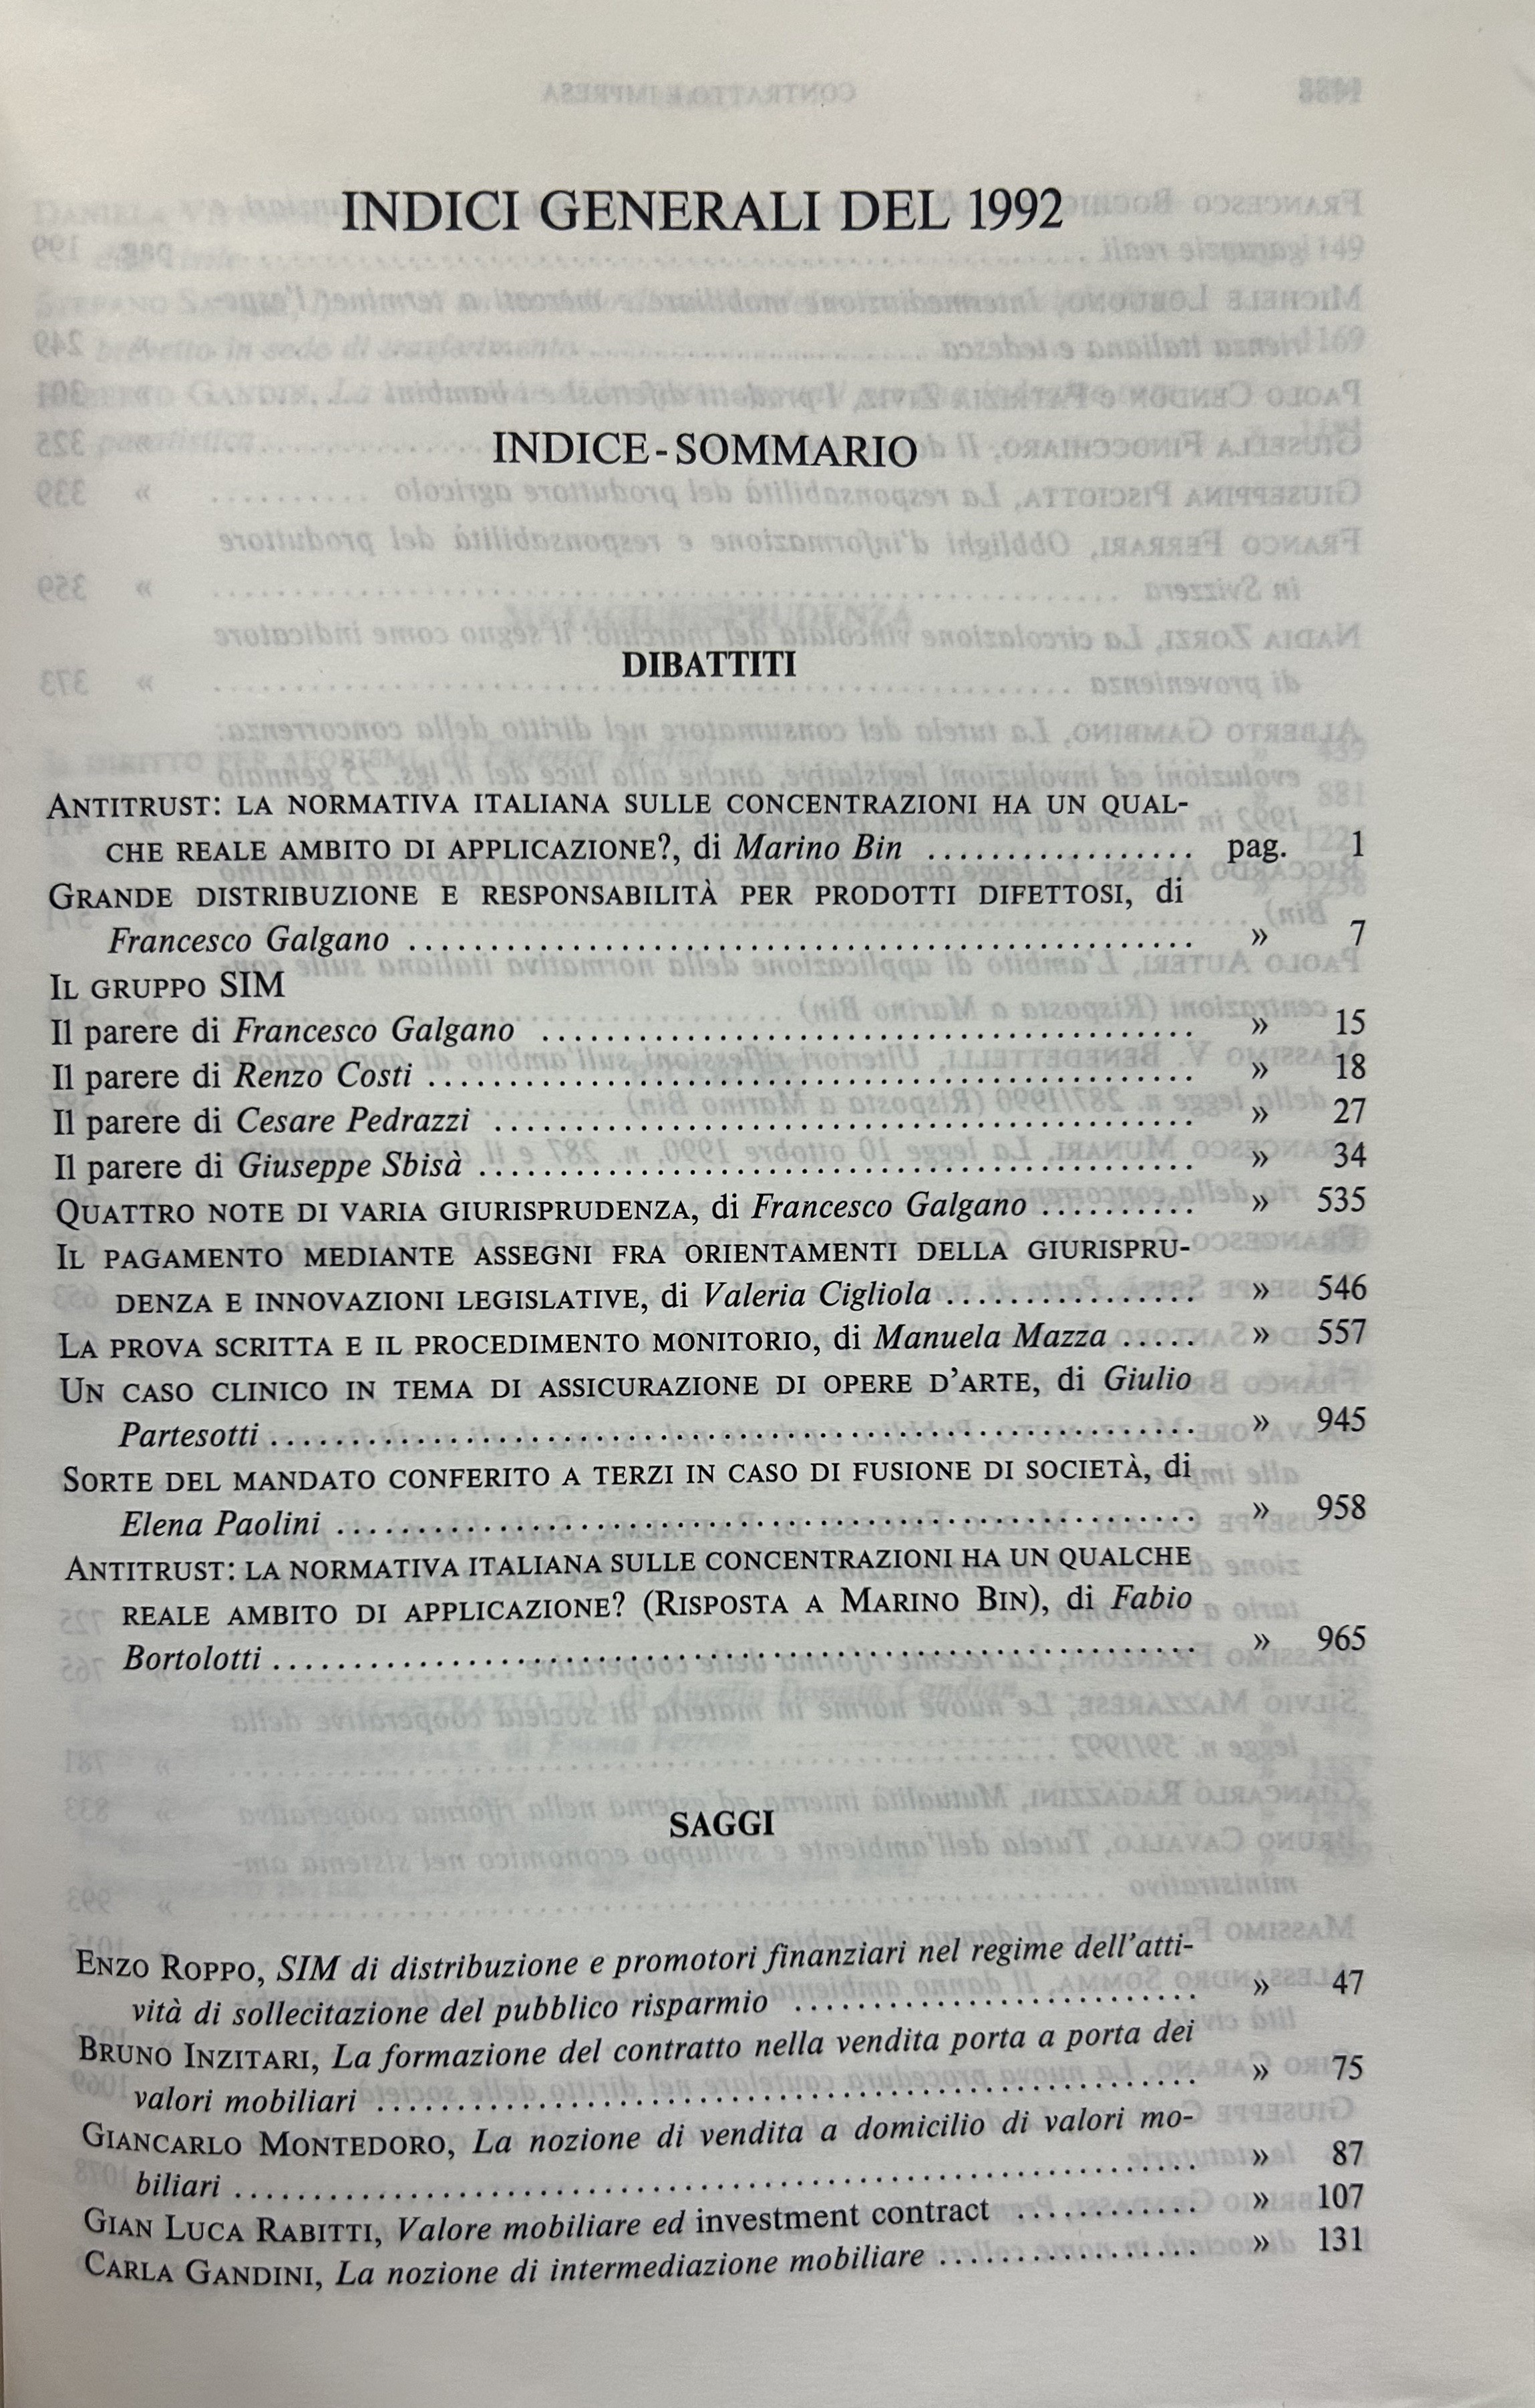 INDICI GENERALI DEL 1992
INDICE-SOMMARIO
DIBATTITI
ANTITRUST: LA NORMATIVA ITALIANA SULLE CONCENTRAZIONI HA UN QUAL-
CHE REALE AMBITO DI APPLICAZIONE?, di Marino Bin .................. pag. 1
GRANDE DISTRIBUZIONE E RESPONSABILITÀ PER PRODOTTI DIFETTOSI, di
Francesco Galgano .................. » 7
IL GRUPPO SIM
Il parere di Francesco Galgano .................. » 15
Il parere di Renzo Costi .................. » 18
Il parere di Cesare Pedrazzi .................. » 27
Il parere di Giuseppe Sbisà .................. » 34
QUATTRO NOTE DI VARIA GIURISPRUDENZA, di Francesco Galgano .......... » 535
IL PAGAMENTO MEDIANTE ASSEGNI FRA ORIENTAMENTI DELLA GIURISPRU-
DENZA E INNOVAZIONI LEGISLATIVE, di Valeria Cigliola ................. » 546
LA PROVA SCRITTA E IL PROCEDIMENTO MONITORIO, di Manuela Mazza ..... » 557
UN CASO CLINICO IN TEMA DI ASSICURAZIONE DI OPERE D'ARTE, di Giulio
Partesotti .................. » 945
SORTE DEL MANDATO CONFERITO A TERZI IN CASO DI FUSIONE DI SOCIETÀ, di
Elena Paolini .................. » 958
ANTITRUST: LA NORMATIVA ITALIANA SULLE CONCENTRAZIONI HA UN QUALCHE
REALE AMBITO DI APPLICAZIONE? (RISPOSTA A MARINO BIN), di Fabio
Bortolotti .................. » 965
SAGGI
ENZO ROPPO, SIM di distribuzione e promotori finanziari nel regime dell'atti-
vità di sollecitazione del pubblico risparmio .................. » 47
BRUNO INZITARI, La formazione del contratto nella vendita porta a porta dei
valori mobiliari .................. » 75
GIANCARLO MONTEDORO, La nozione di vendita a domicilio di valori mo-
biliari .................. » 87
GIAN LUCA RABITTI, Valore mobiliare ed investment contract ............ » 107
CARLA GANDINI, La nozione di intermediazione mobiliare ................. » 131